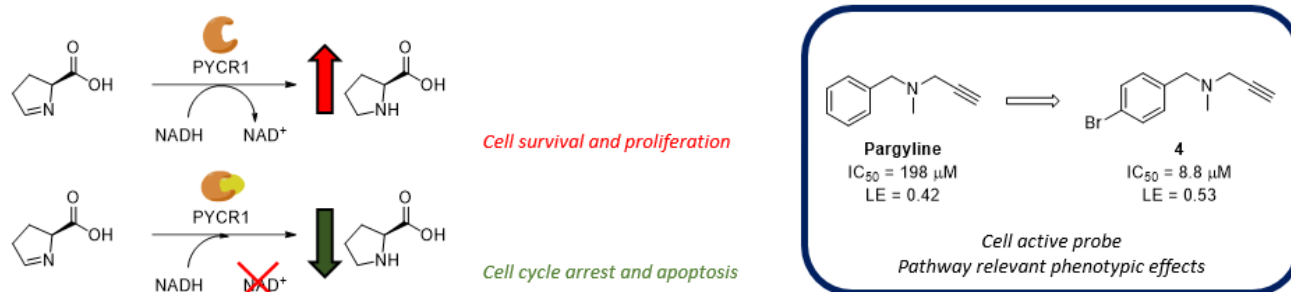 O
OH
N
PYCR1
NADH
NAD⁺
O
OH
NH
Cell survival and proliferation
O
OH
N
PYCR1
NADH
NAD⁺
O
OH
NH
Cell cycle arrest and apoptosis
N
Pargyline
IC₅₀ = 198 μM
LE = 0.42
Br
N
4
IC₅₀ = 8.8 μM
LE = 0.53
Cell active probe
Pathway relevant phenotypic effects